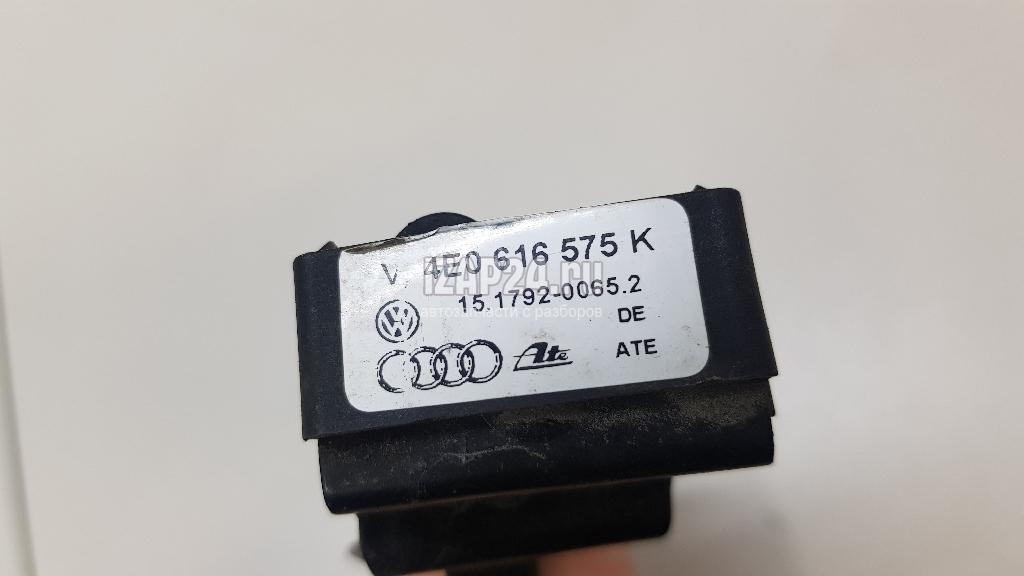 V 4E0 616 575 K
IZAP24.ru
15.1792-0065.2
автозапчасти с разборов
DE
Ate
ATE